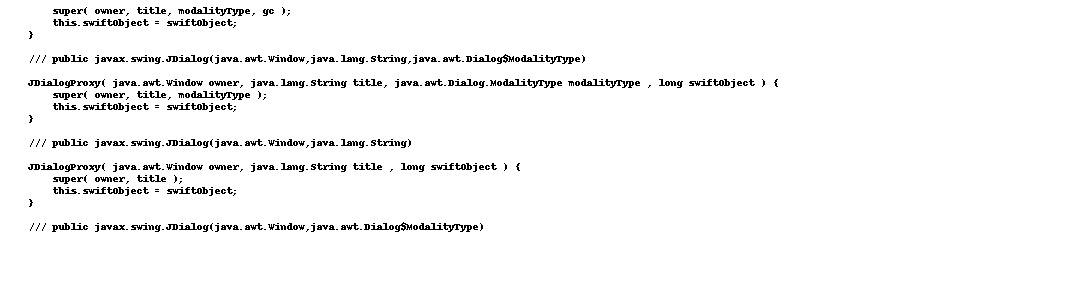 super( owner, title, modalityType, gc );
this.swiftObject = swiftObject;
}
/// public javax.swing.JDialog(java.awt.Window,java.lang.String,java.awt.Dialog$ModalityType)
JDialogProxy( java.awt.Window owner, java.lang.String title, java.awt.Dialog.ModalityType modalityType , long swiftObject ) {
super( owner, title, modalityType );
this.swiftObject = swiftObject;
}
/// public javax.swing.JDialog(java.awt.Window,java.lang.String)
JDialogProxy( java.awt.Window owner, java.lang.String title , long swiftObject ) {
super( owner, title );
this.swiftObject = swiftObject;
}
/// public javax.swing.JDialog(java.awt.Window,java.awt.Dialog$ModalityType)